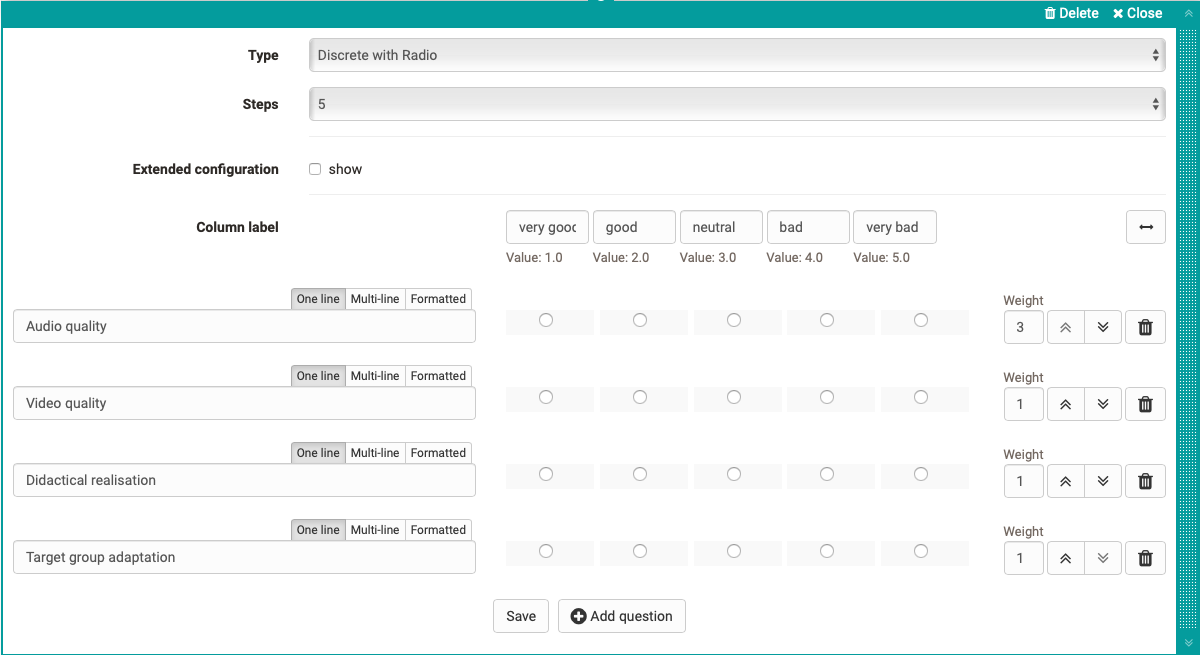 Delete Close
Type Discrete with Radio
Steps 5
Extended configuration show
Column label very good good neutral bad very bad
Value: 1.0 Value: 2.0 Value: 3.0 Value: 4.0 Value: 5.0
One line Multi-line Formatted Weight
Audio quality 3
One line Multi-line Formatted Weight
Video quality 1
One line Multi-line Formatted Weight
Didactical realisation 1
One line Multi-line Formatted Weight
Target group adaptation 1
Save Add question